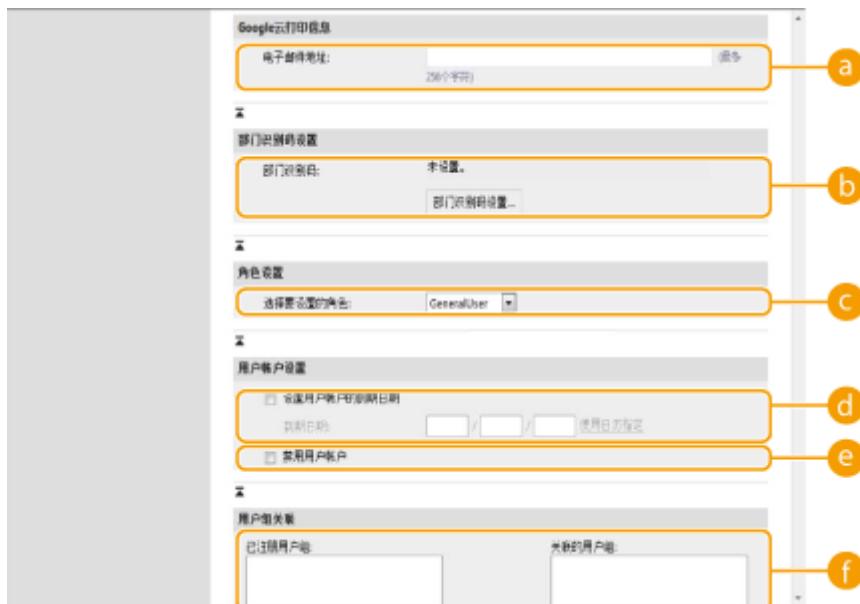 Google云打印信息
电子邮件地址: (最多
256个字符)
a
部门识别码设置
部门识别码: 未设置。
b
部门识别码设置...
角色设置
选择要设置的角色: GeneralUser
c
用户帐户设置
设置用户帐户的到期日期
d
到期日期: / / 使用日历指定
禁用用户帐户
e
用户组关联
已注册用户组: 关联的用户组:
f